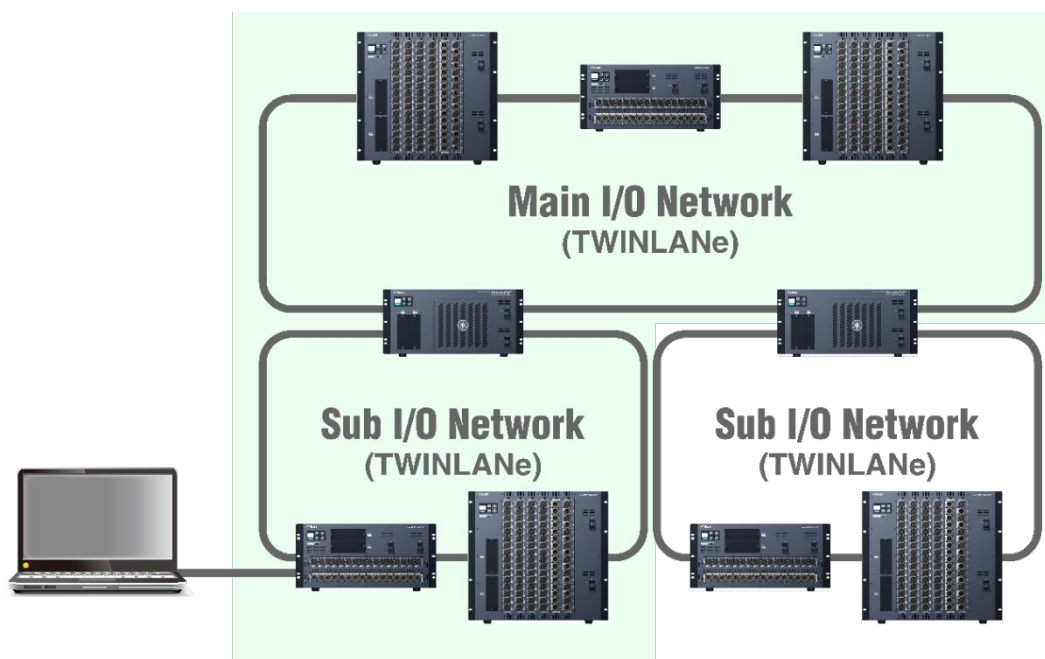 Main I/O Network
(TWINLANe)
Sub I/O Network
(TWINLANe)
Sub I/O Network
(TWINLANe)